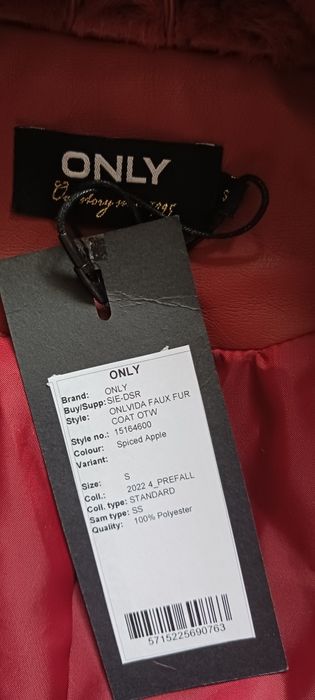 ONLY
S
ONLY
Brand: ONLY
Buy/Supp: SIE-DSR
Style: ONLVIDA FAUX FUR
COAT OTW
Style no.: 15164600
Colour: Spiced Apple
Variant:
Size: S
Coll.: 2022 4_PREFALL
Coll. type: STANDARD
Sam type: SS
Quality: 100% Polyester
5715225690763